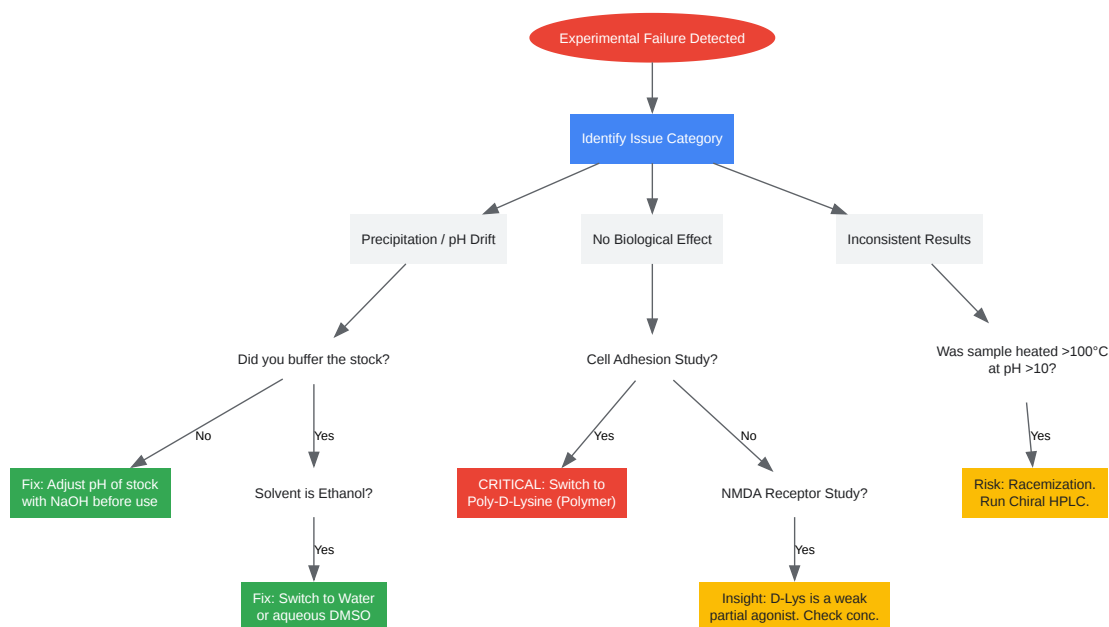 Experimental Failure Detected
Identify Issue Category
Precipitation / pH Drift
No Biological Effect
Inconsistent Results
Did you buffer the stock?
Cell Adhesion Study?
Was sample heated >100°C
at pH >10?
No
Yes
Yes
No
Yes
Fix: Adjust pH of stock
with NaOH before use
Solvent is Ethanol?
CRITICAL: Switch to
Poly-D-Lysine (Polymer)
NMDA Receptor Study?
Risk: Racemization.
Run Chiral HPLC.
Yes
Yes
Fix: Switch to Water
or aqueous DMSO
Insight: D-Lys is a weak
partial agonist. Check conc.